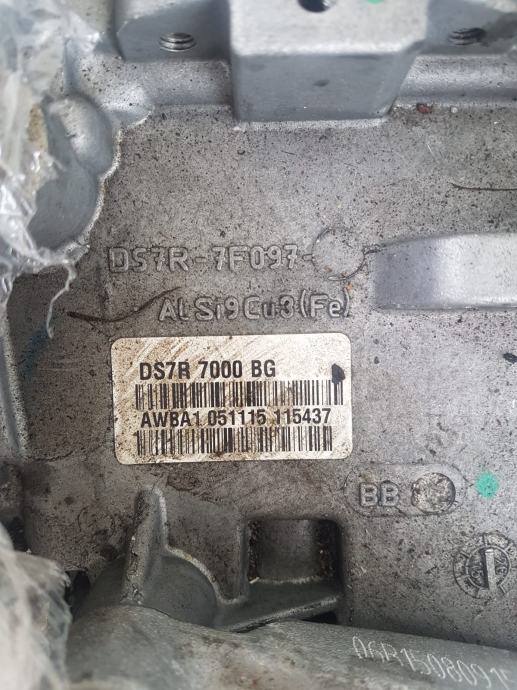 DS7R-7F097-
AlSi9Cu3(Fe)
DS7R 7000 BG
AWBA1 051115 115437
BB